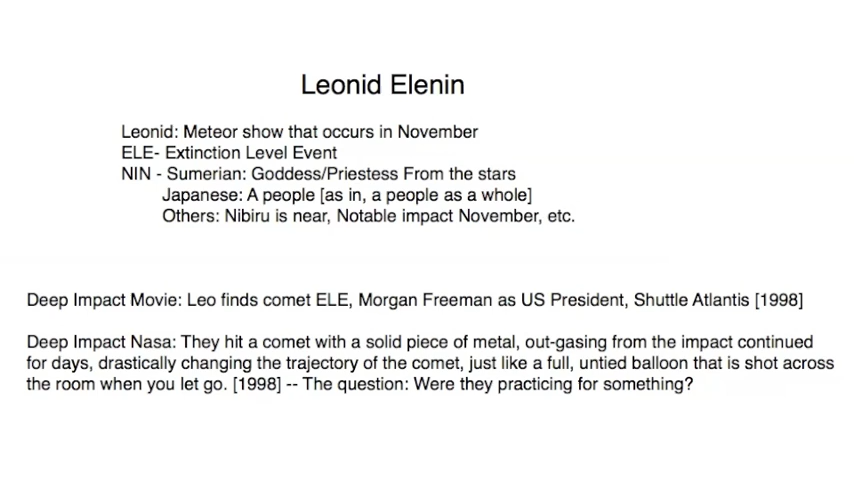 Leonid Elenin
Leonid: Meteor show that occurs in November
ELE- Extinction Level Event
NIN - Sumerian: Goddess/Priestess From the stars
Japanese: A people [as in, a people as a whole]
Others: Nibiru is near, Notable impact November, etc.
Deep Impact Movie: Leo finds comet ELE, Morgan Freeman as US President, Shuttle Atlantis [1998]
Deep Impact Nasa: They hit a comet with a solid piece of metal, out-gasing from the impact continued
for days, drastically changing the trajectory of the comet, just like a full, untied balloon that is shot across
the room when you let go. [1998] -- The question: Were they practicing for something?